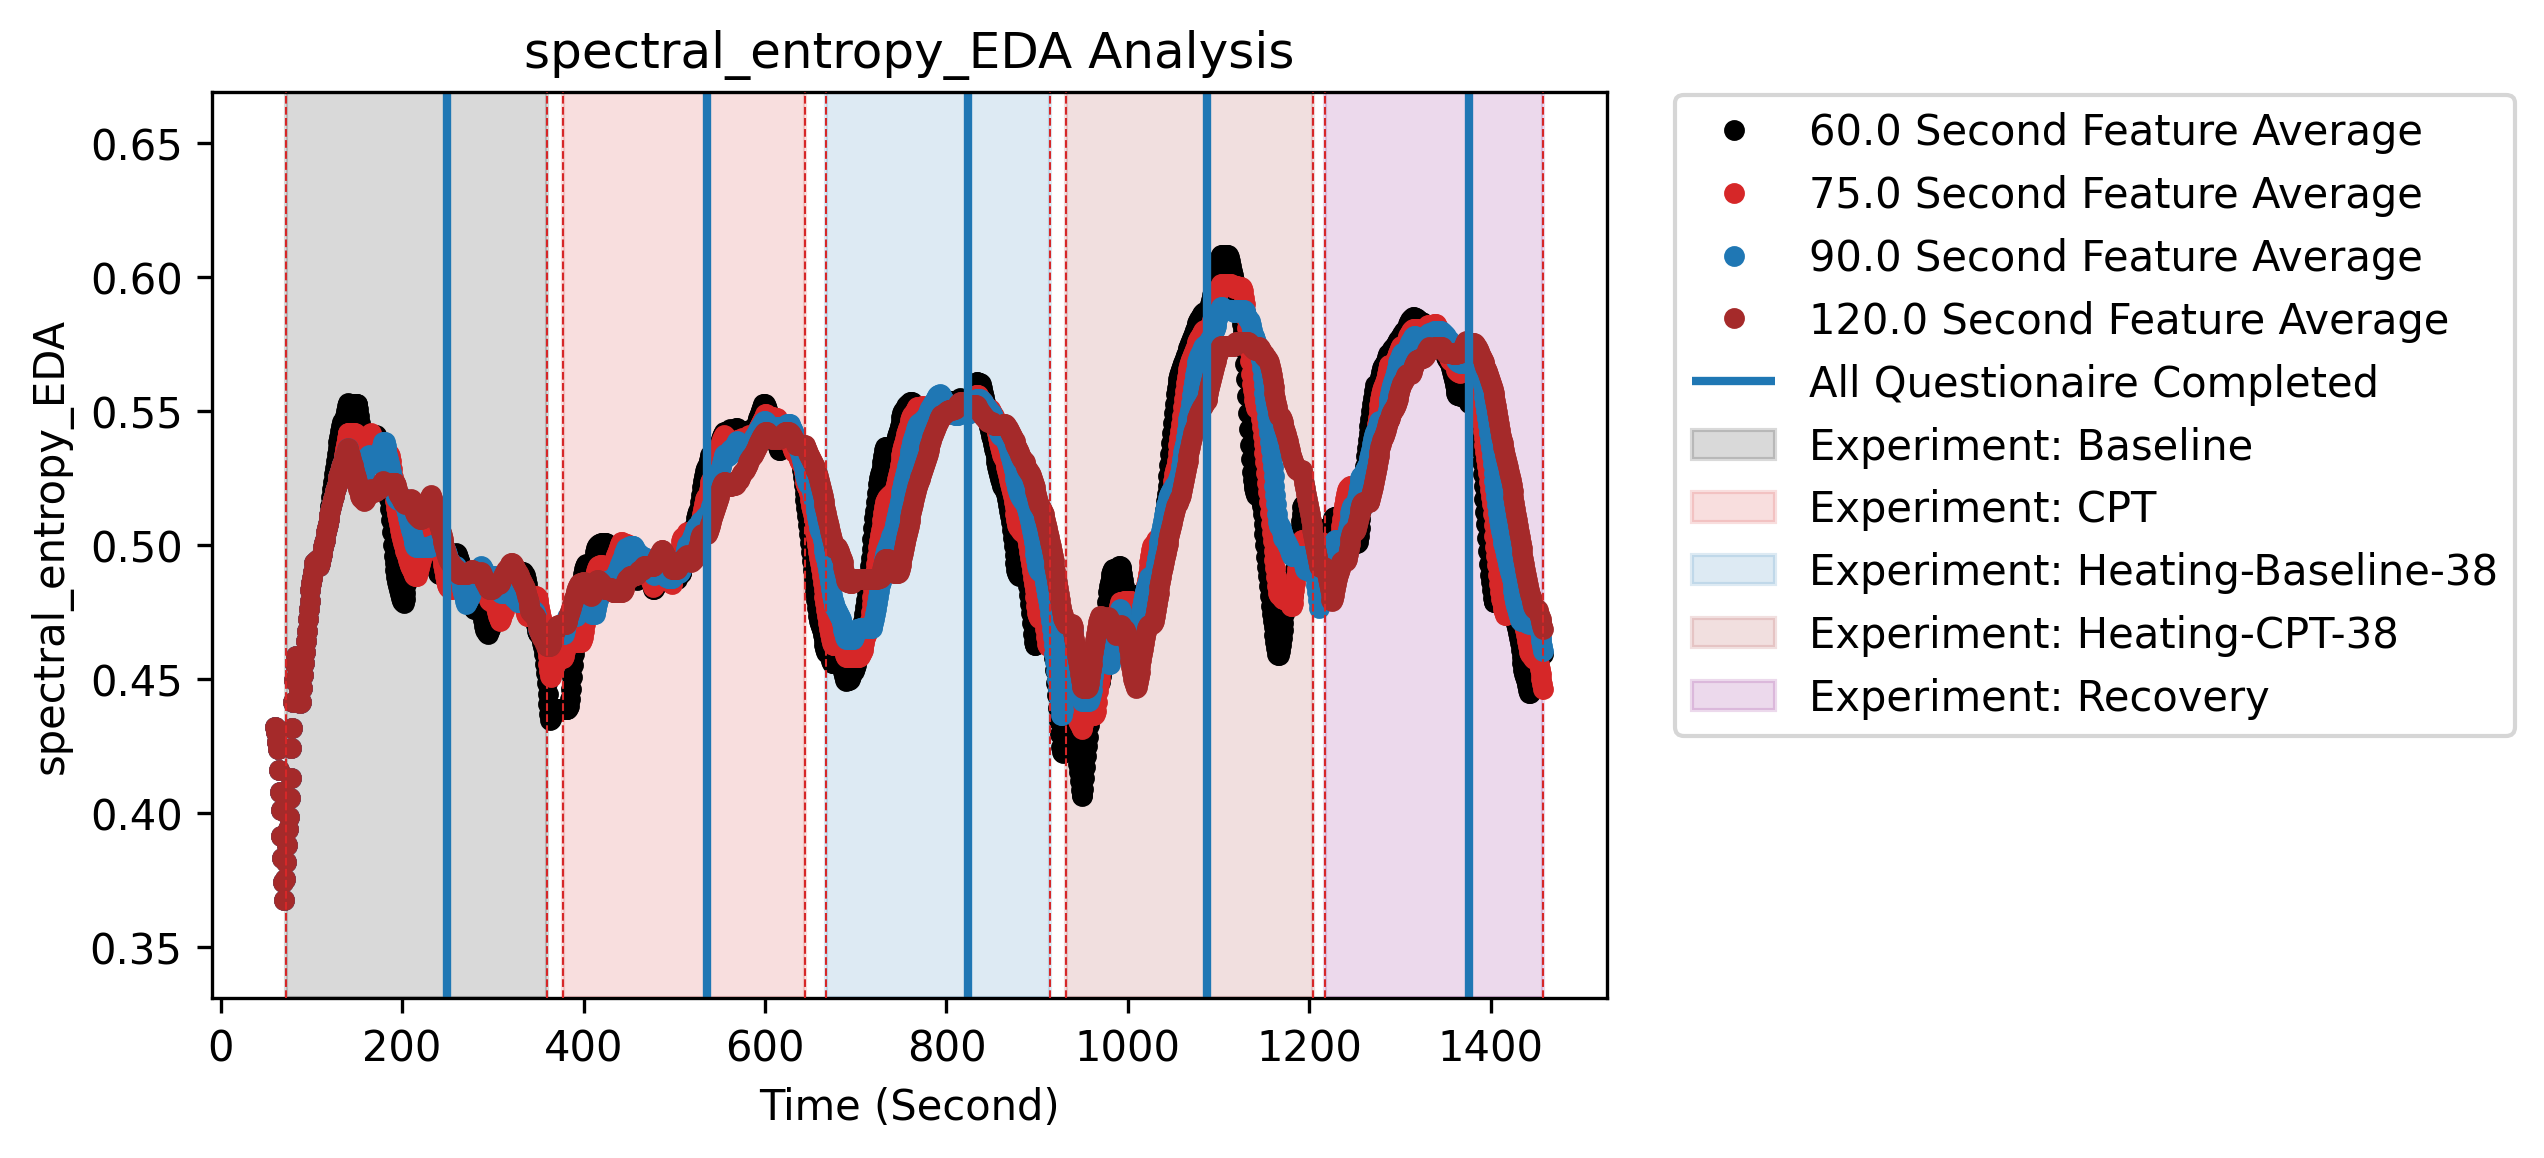 spectral_entropy_EDA Analysis
spectral_entropy_EDA
0.65
0.60
0.55
0.50
0.45
0.40
0.35
0 200 400 600 800 1000 1200 1400
Time (Second)
60.0 Second Feature Average
75.0 Second Feature Average
90.0 Second Feature Average
120.0 Second Feature Average
All Questionaire Completed
Experiment: Baseline
Experiment: CPT
Experiment: Heating-Baseline-38
Experiment: Heating-CPT-38
Experiment: Recovery